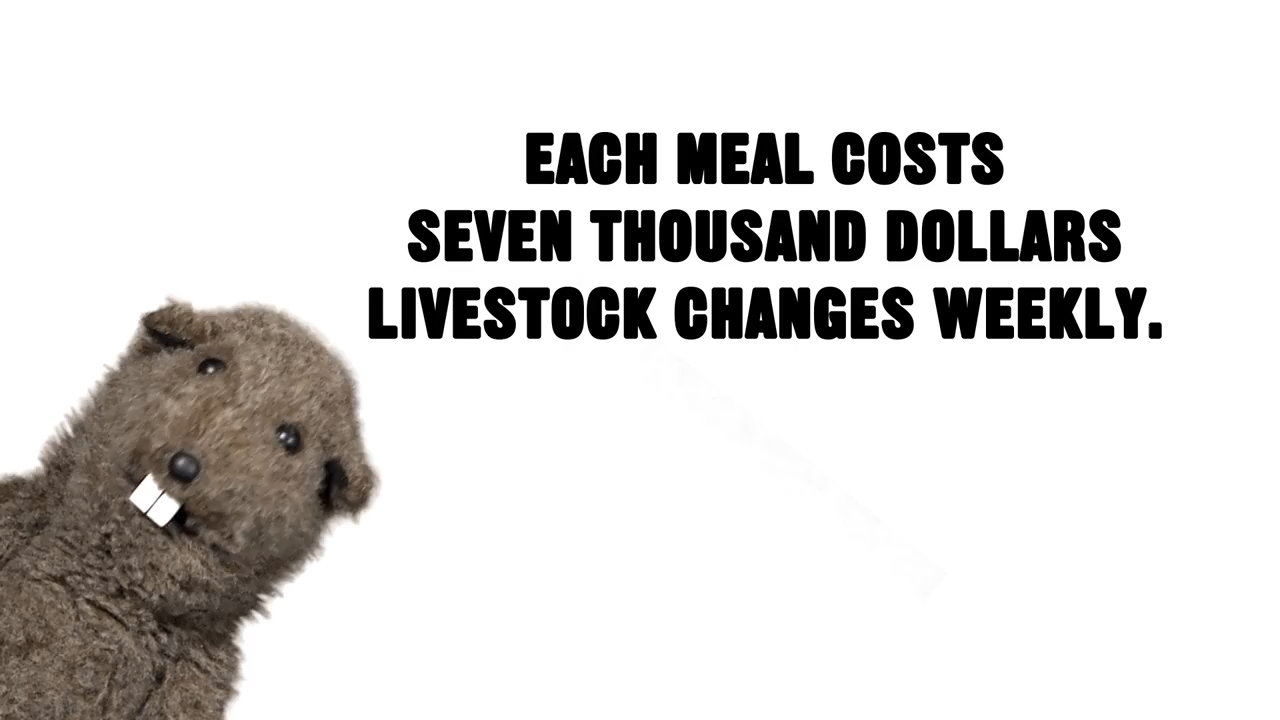 EACH MEAL COSTS
SEVEN THOUSAND DOLLARS
LIVESTOCK CHANGES WEEKLY.